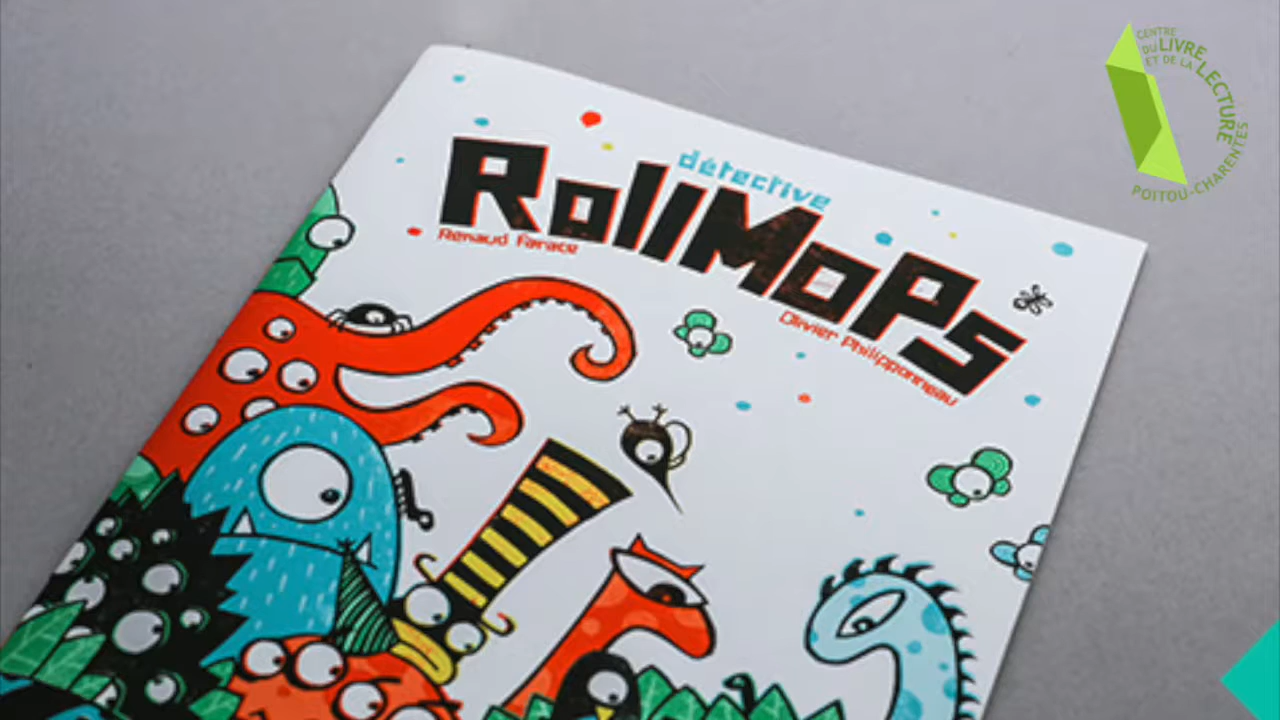 détective
RollMoPs
Renaud Farace
Olivier Philipponneau
CENTRE
DU LIVRE
ET DE LA
LECTURE
POITOU-CHARENTES